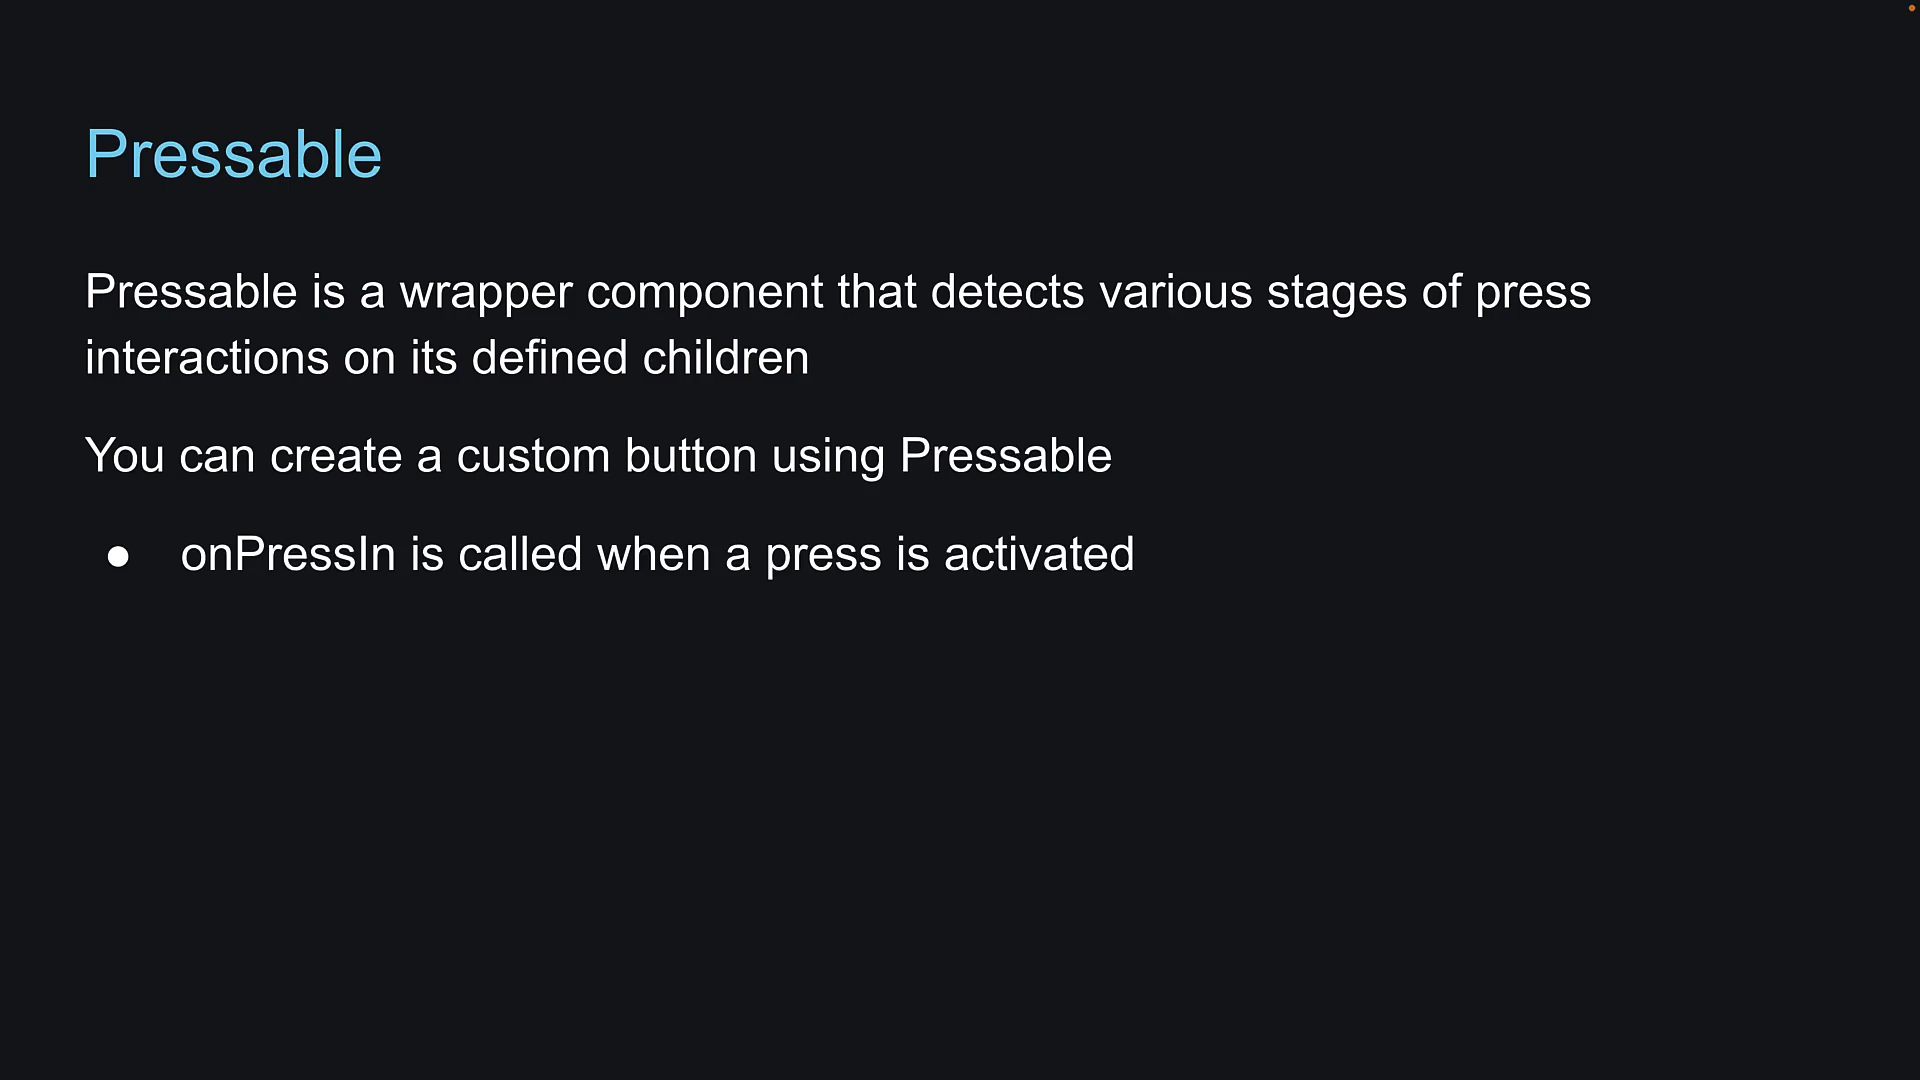 Pressable
Pressable is a wrapper component that detects various stages of press
interactions on its defined children
You can create a custom button using Pressable
● onPressIn is called when a press is activated